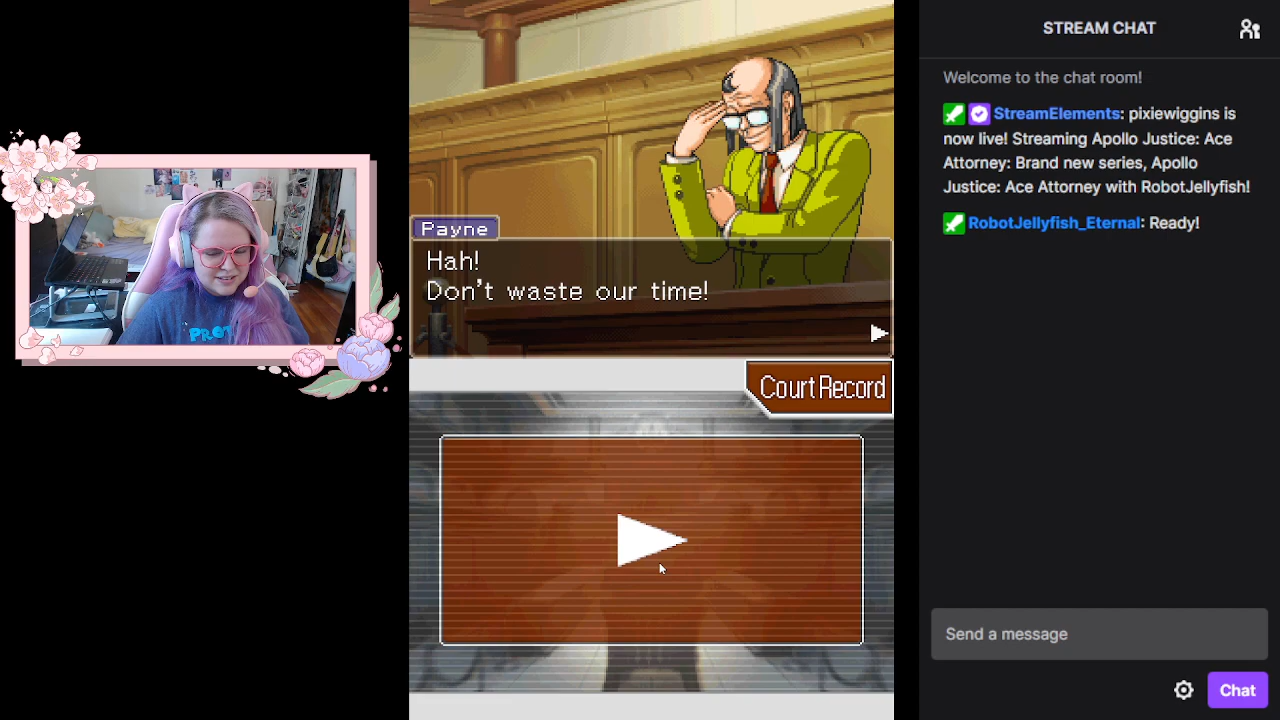 PROT
Payne
Hah!
Don't waste our time!
Court Record
STREAM CHAT
Welcome to the chat room!
StreamElements: pixiewiggins is
now live! Streaming Apollo Justice: Ace
Attorney: Brand new series, Apollo
Justice: Ace Attorney with RobotJellyfish!
RobotJellyfish_Eternal: Ready!
Send a message
Chat